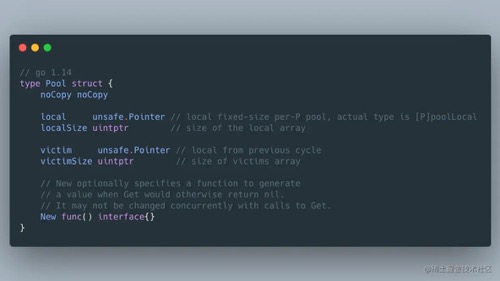 // go 1.14
type Pool struct {
    noCopy noCopy

    local     unsafe.Pointer // local fixed-size per-P pool, actual type is [P]poolLocal
    localSize uintptr        // size of the local array

    victim     unsafe.Pointer // local from previous cycle
    victimSize uintptr        // size of victims array

    // New optionally specifies a function to generate
    // a value when Get would otherwise return nil.
    // It may not be changed concurrently with calls to Get.
    New func() interface{}
}
@稀土掘金技术社区